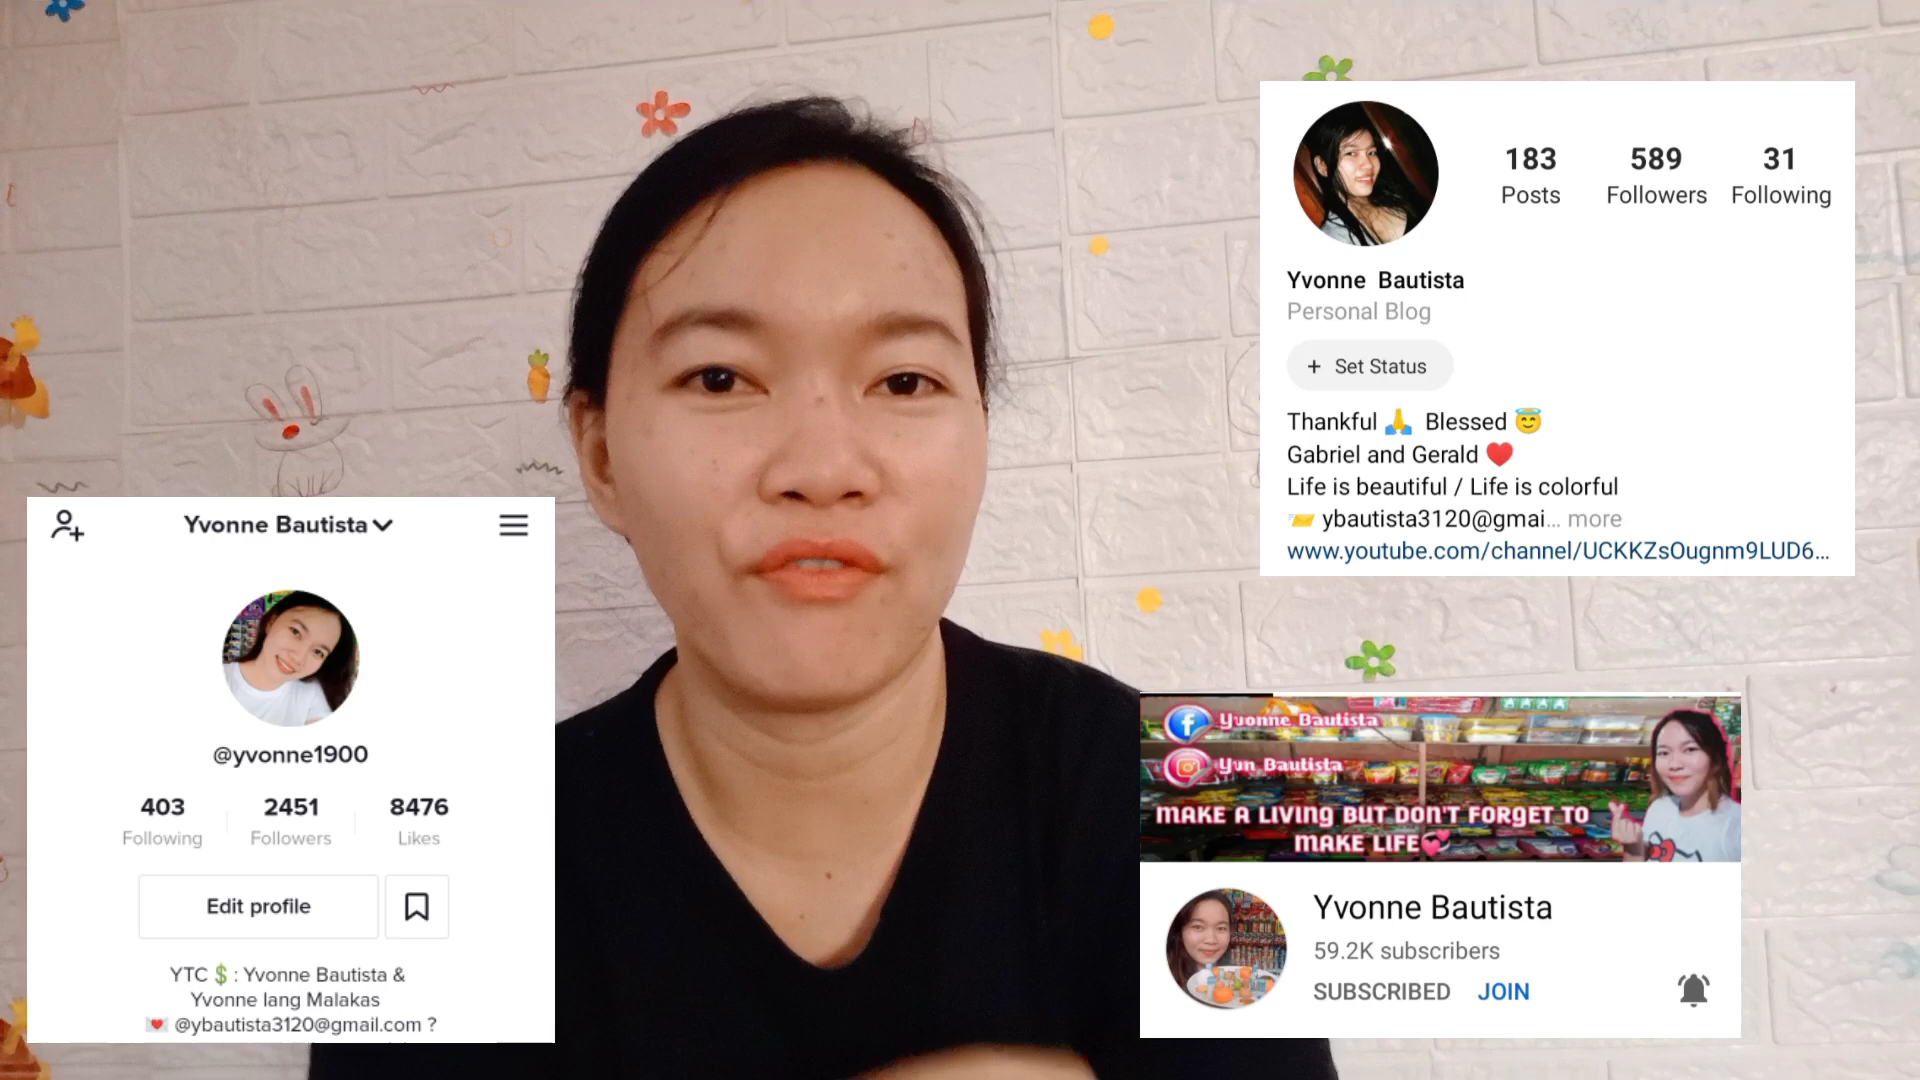 Yvonne Bautista
@yvonne1900
403 2451 8476
Following Followers Likes
Edit profile
YTC 💲 : Yvonne Bautista &
Yvonne lang Malakas
💌 @ybautista3120@gmail.com ?
183 589 31
Posts Followers Following
Yvonne Bautista
Personal Blog
+ Set Status
Thankful 🙏 Blessed 😇
Gabriel and Gerald ❤️
Life is beautiful / Life is colorful
📨 ybautista3120@gmai... more
www.youtube.com/channel/UCKKZsOugnm9LUD6...
Yvonne Bautista
Yvn Bautista
MAKE A LIVING BUT DON'T FORGET TO
MAKE LIFE💞
Yvonne Bautista
59.2K subscribers
SUBSCRIBED JOIN